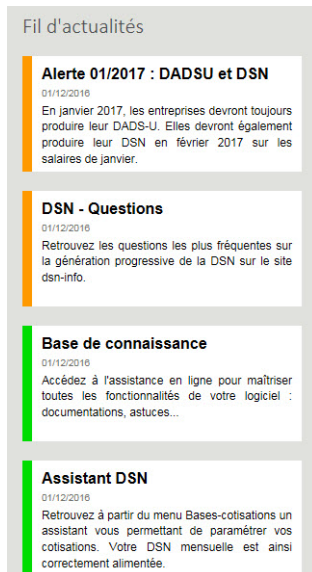 Fil d'actualités
Alerte 01/2017 : DADSU et DSN
01/12/2016
En janvier 2017, les entreprises devront toujours
produire leur DADS-U. Elles devront également
produire leur DSN en février 2017 sur les
salaires de janvier.
DSN - Questions
01/12/2016
Retrouvez les questions les plus fréquentes sur
la génération progressive de la DSN sur le site
dsn-info.
Base de connaissance
01/12/2016
Accédez à l'assistance en ligne pour maîtriser
toutes les fonctionnalités de votre logiciel :
documentations, astuces...
Assistant DSN
01/12/2016
Retrouvez à partir du menu Bases-cotisations un
assistant vous permettant de paramétrer vos
cotisations. Votre DSN mensuelle est ainsi
correctement alimentée.